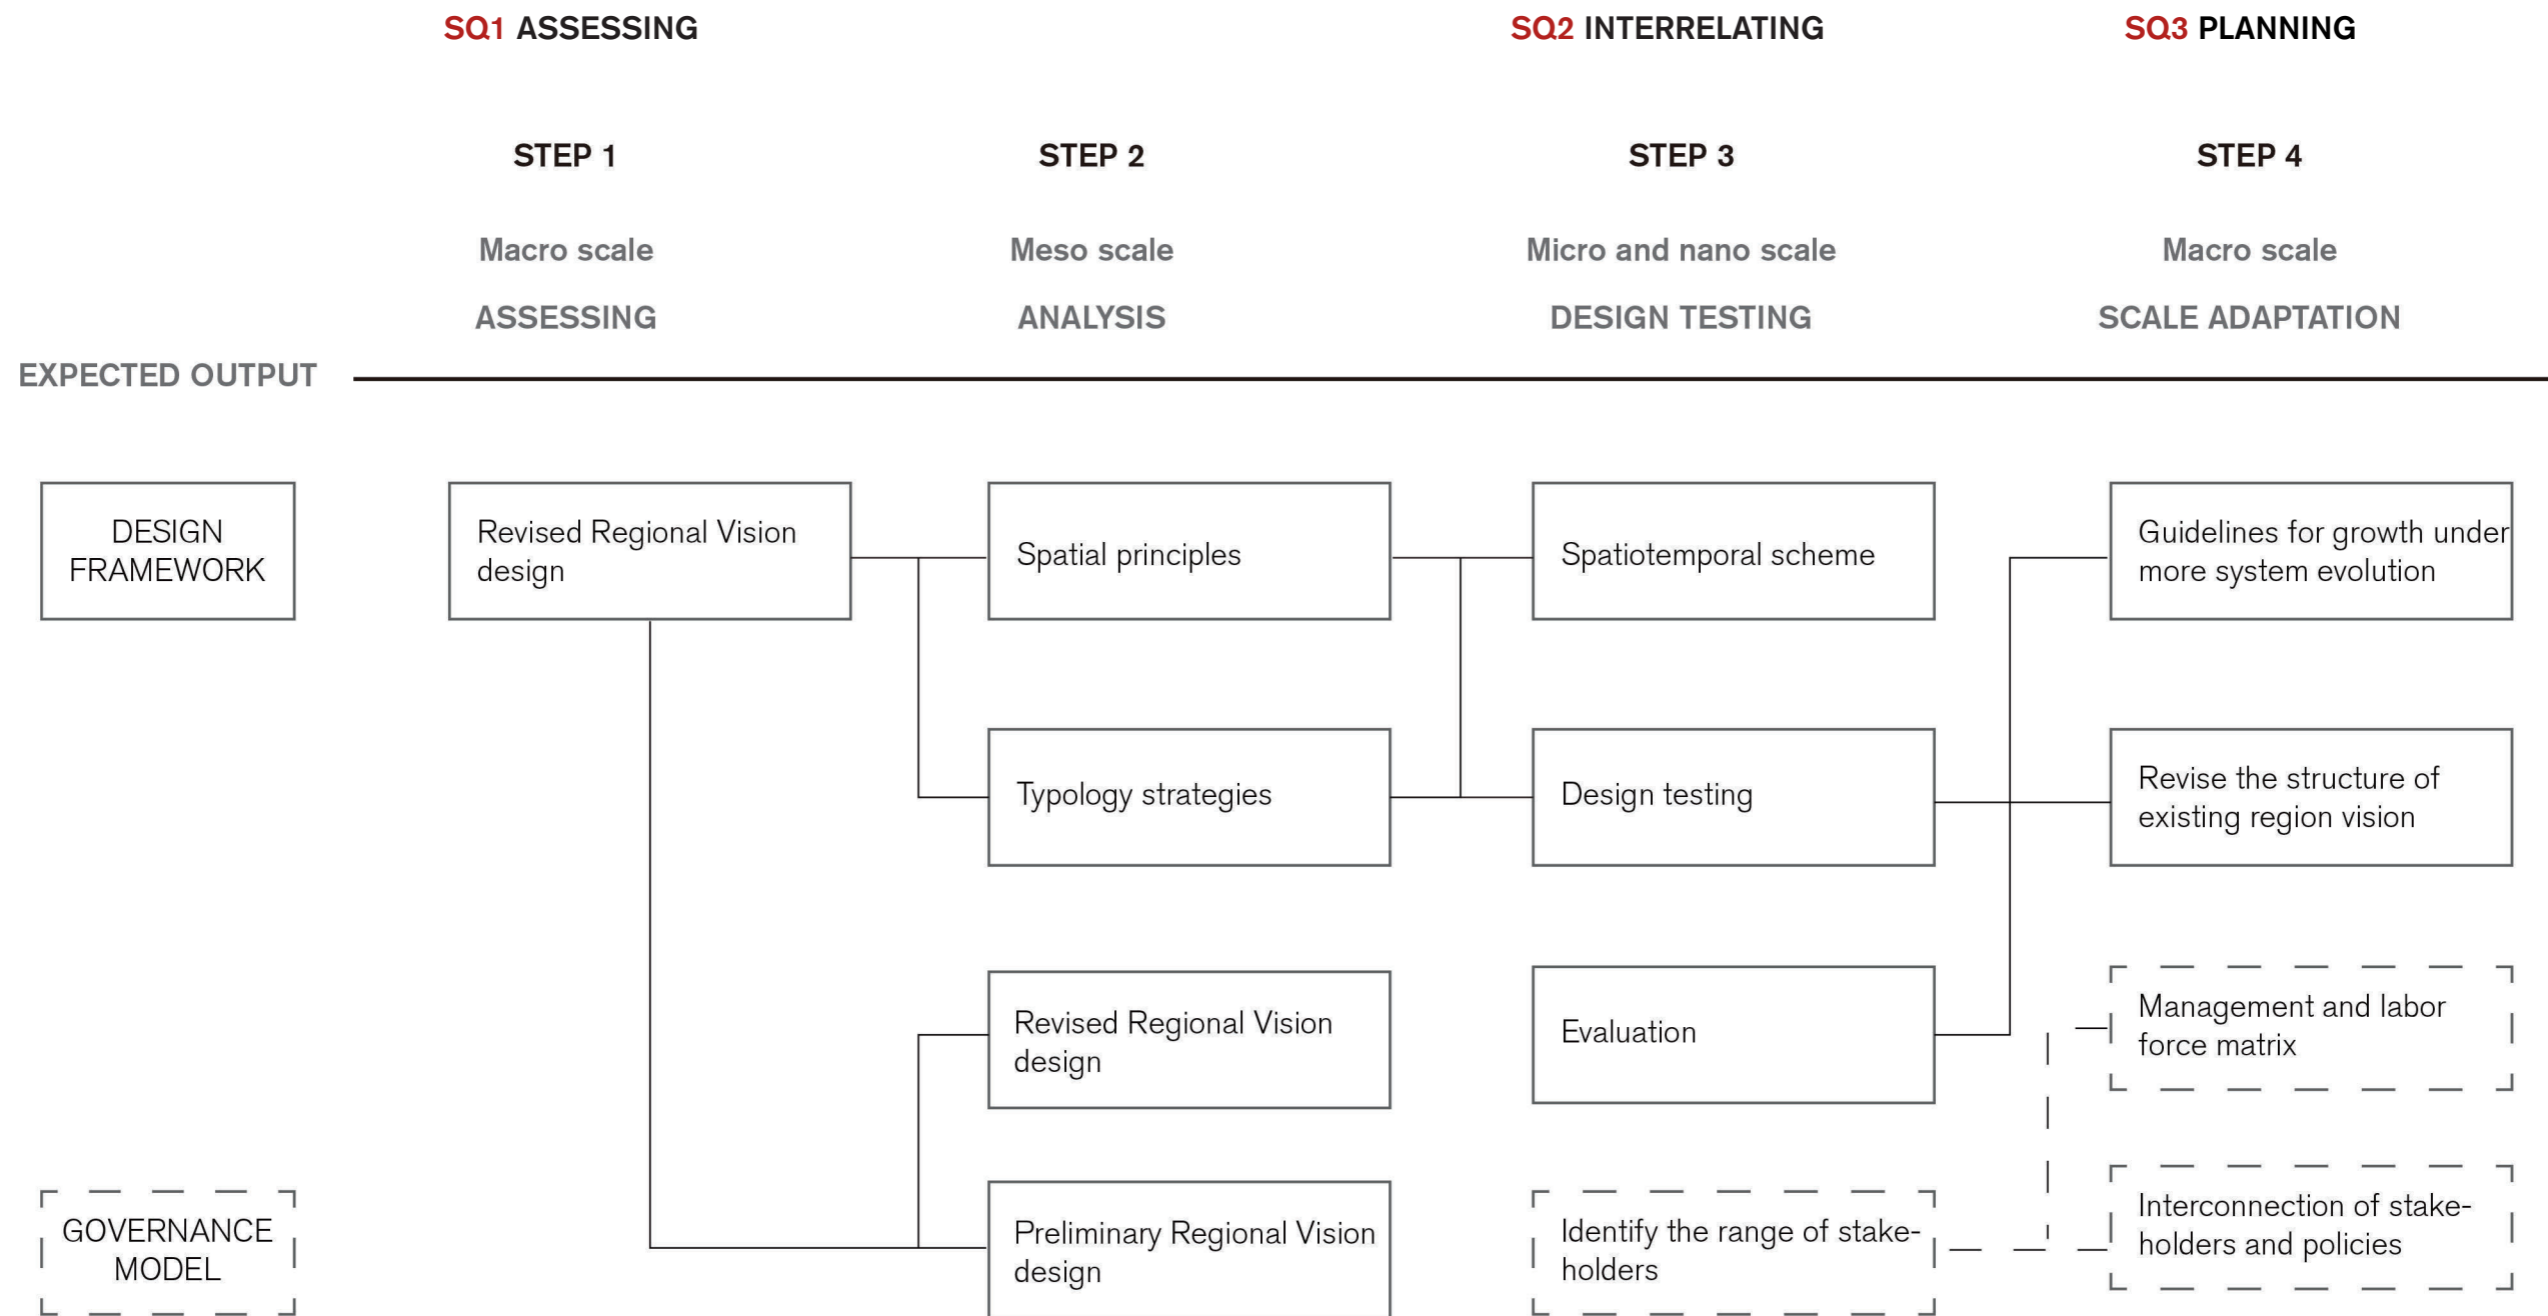 SQ1 ASSESSING
SQ2 INTERRELATING
SQ3 PLANNING
STEP 1
STEP 2
STEP 3
STEP 4
Macro scale
Meso scale
Micro and nano scale
Macro scale
ASSESSING
ANALYSIS
DESIGN TESTING
SCALE ADAPTATION
EXPECTED OUTPUT
DESIGN
FRAMEWORK
Revised Regional Vision
design
Spatial principles
Spatiotemporal scheme
Guidelines for growth under
more system evolution
Typology strategies
Design testing
Revise the structure of
existing region vision
Revised Regional Vision
design
Evaluation
Management and labor
force matrix
GOVERNANCE
MODEL
Preliminary Regional Vision
design
Identify the range of stake-
holders
Interconnection of stake-
holders and policies